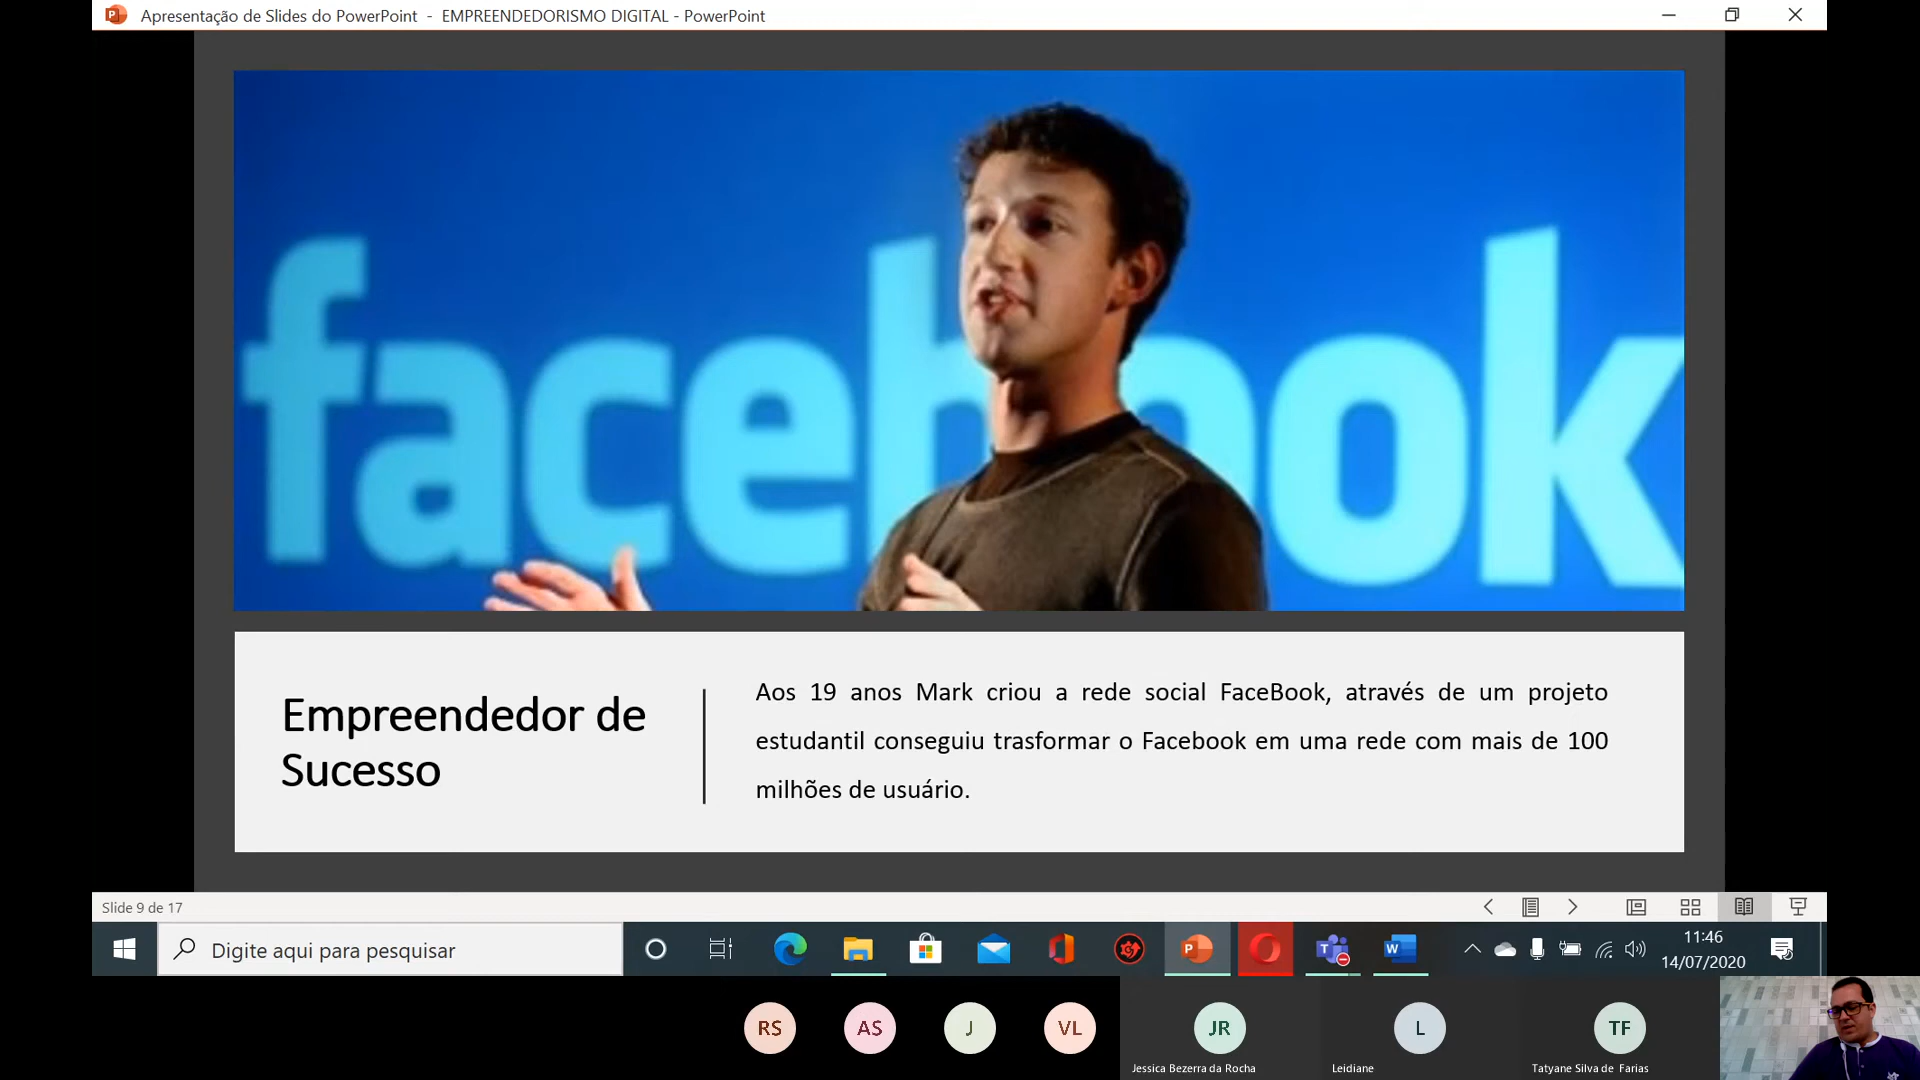 Apresentação de Slides do PowerPoint - EMPREENDEDORISMO DIGITAL - PowerPoint
facebook
Empreendedor de
Sucesso
Aos 19 anos Mark criou a rede social FaceBook, através de um projeto
estudantil conseguiu trasformar o Facebook em uma rede com mais de 100
milhões de usuário.
Slide 9 de 17
Digite aqui para pesquisar
11:46
14/07/2020
RS
AS
J
VL
JR
L
TF
Jessica Bezerra da Rocha
Leidiane
Tatyane Silva de Farias